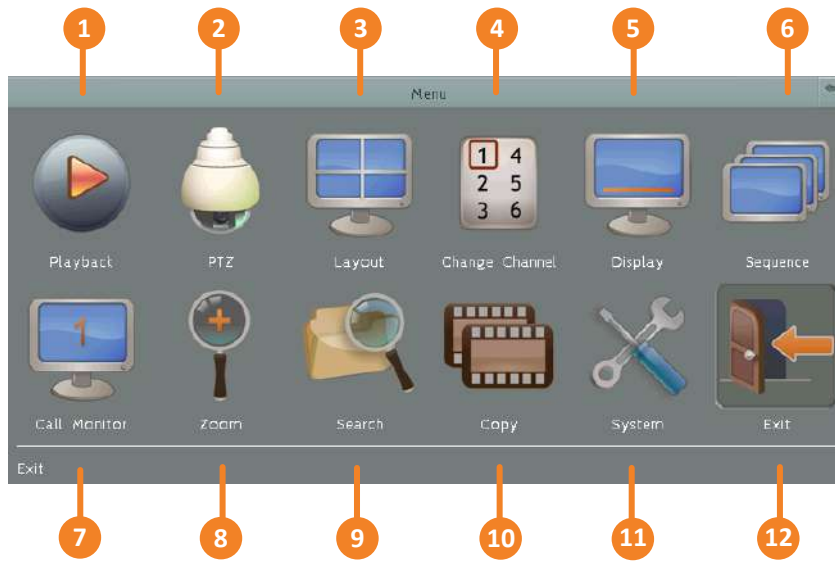 1 2 3 4 5 6
Menu
1 4
2 5
3 6
Playback PTZ Layout Change Channel Display Sequence
1
Call Monitor Zoom Search Copy System Exit
Exit
7 8 9 10 11 12